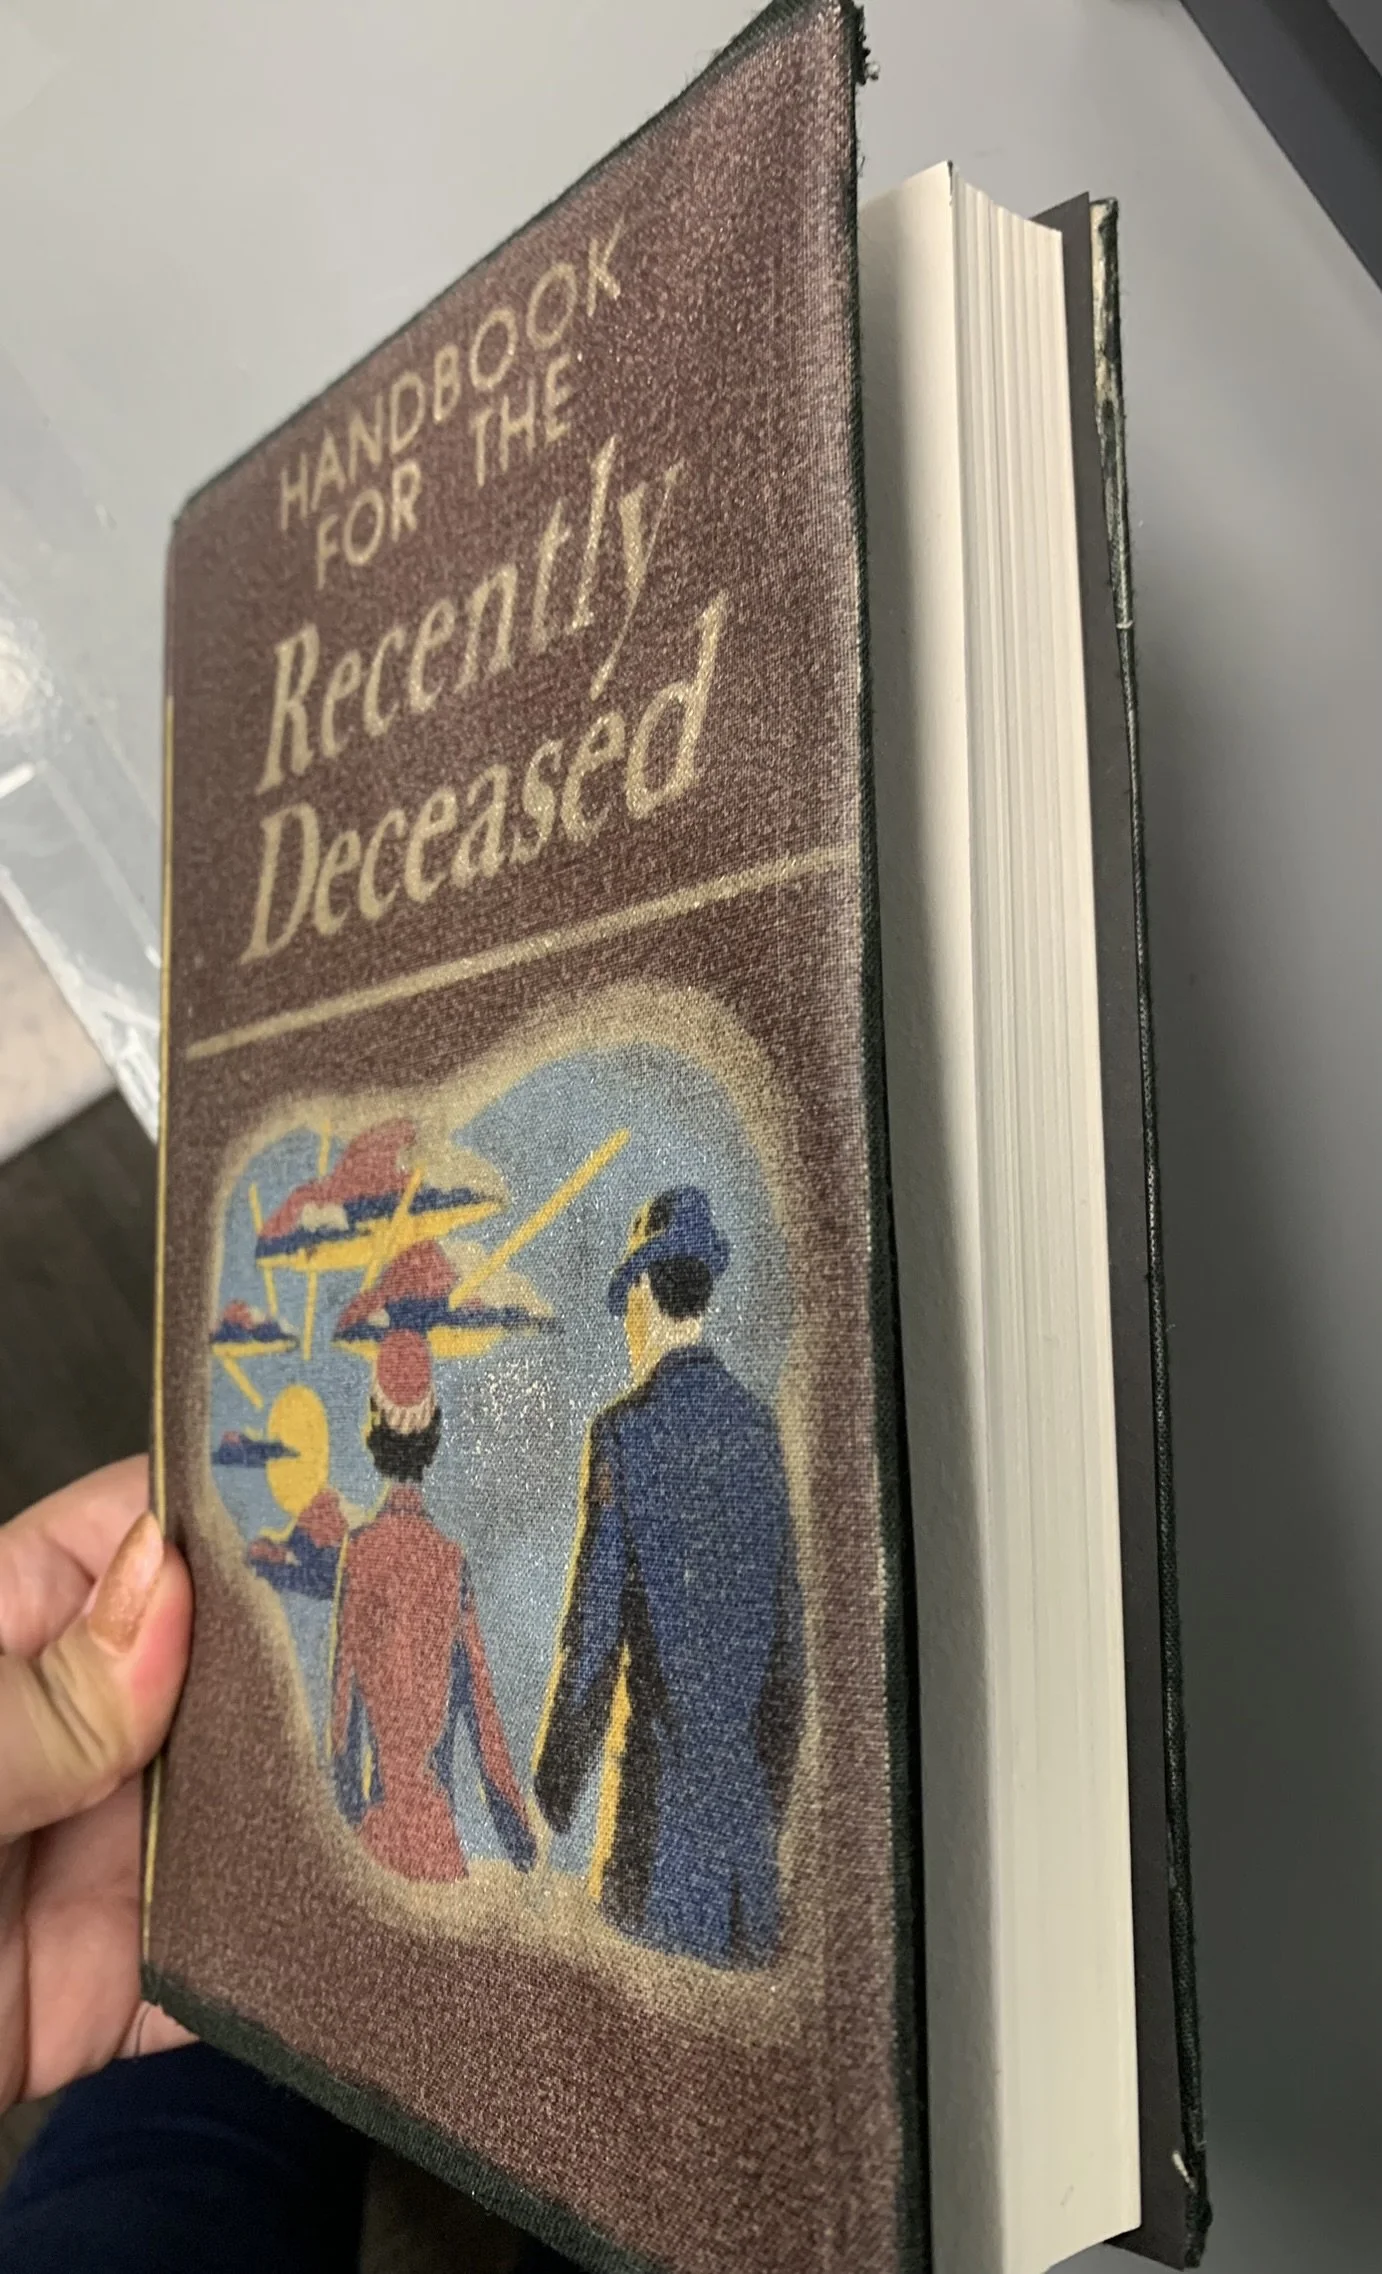 HANDBOOK
FOR THE
Recently
Deceased